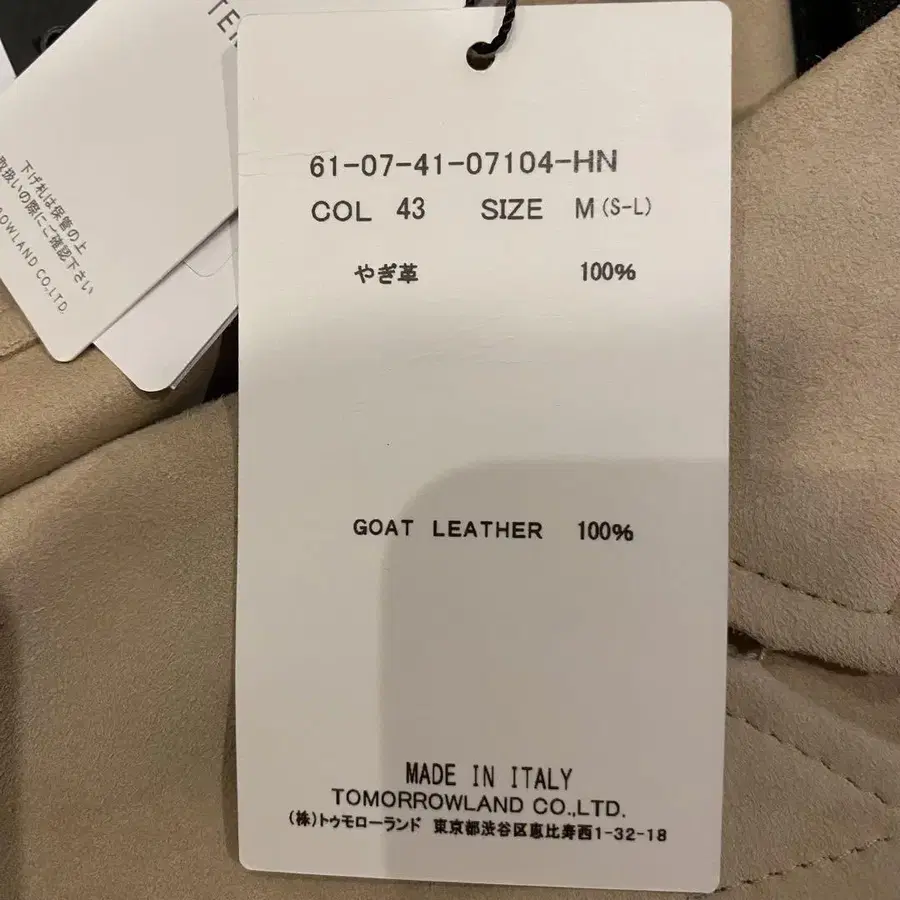 61-07-41-07104-HN
COL 43 SIZE M (S-L)
やぎ革 100%
GOAT LEATHER 100%
MADE IN ITALY
TOMORROWLAND CO.,LTD.
(株)トゥモローランド 東京都渋谷区恵比寿西1-32-18
下げ札は保管の上
取扱いの際にご確認下さい
ROWLAND CO.,LTD.